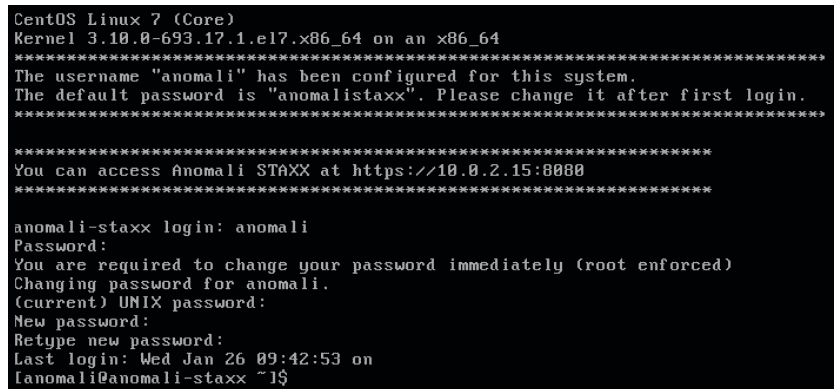 CentOS Linux 7 (Core)
Kernel 3.10.0-693.17.1.el7.x86_64 on an x86_64
******************************************************************************
The username "anomali" has been configured for this system.
The default password is "anomalistaxx". Please change it after first login.
******************************************************************************
*******************************************************************
You can access Anomali STAXX at https://10.0.2.15:8080
*******************************************************************
anomali-staxx login: anomali
Password:
You are required to change your password immediately (root enforced)
Changing password for anomali.
(current) UNIX password:
New password:
Retype new password:
Last login: Wed Jan 26 09:42:53 on
[anomali@anomali-staxx ~]$